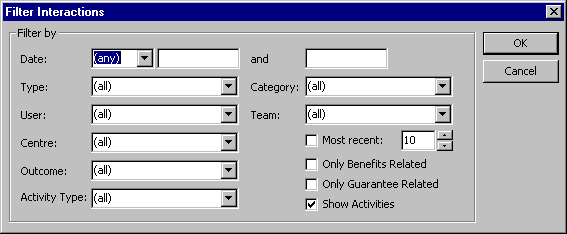 Filter Interactions
Filter by
Date: (any) and
OK
Type: (all) Category: (all)
Cancel
User: (all) Team: (all)
Centre: (all) Most recent: 10
Outcome: (all) Only Benefits Related
Only Guarantee Related
Activity Type: (all) Show Activities